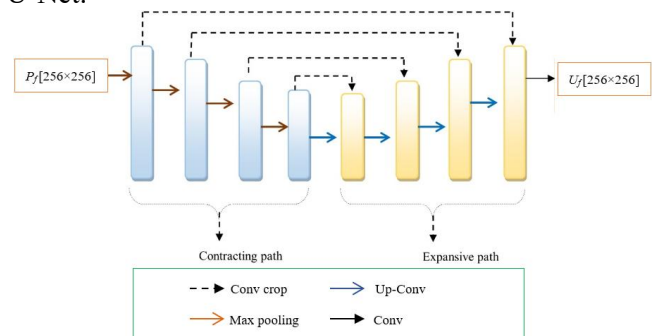 U-Net.
Pf[256×256]
Uf[256×256]
Contracting path
Expansive path
Conv crop
Up-Conv
Max pooling
Conv